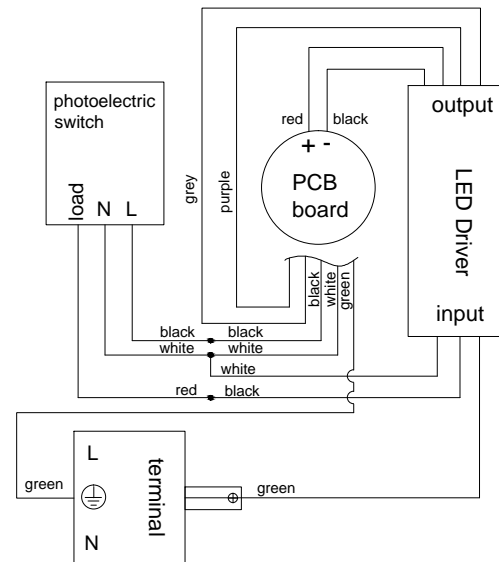 output
photoelectric
switch
red
black
+ -
LED Driver
load
N
L
grey
purple
PCB
board
black
white
green
input
black
black
white
white
white
red
black
L
terminal
green
green
N